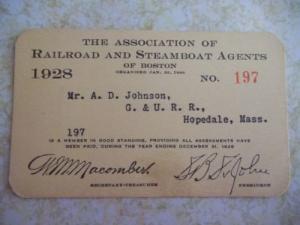 THE ASSOCIATION OF
RAILROAD AND STEAMBOAT AGENTS
OF BOSTON
1928
NO. 197
Mr. A. D. Johnson,
G. & U. R. R.,
Hopedale, Mass.
197
IS A MEMBER IN GOOD STANDING, PROVIDING ALL ASSESSMENTS HAVE
BEEN PAID, DURING THE YEAR ENDING DECEMBER 31, 1928
SECRETARY-TREASURER
PRESIDENT